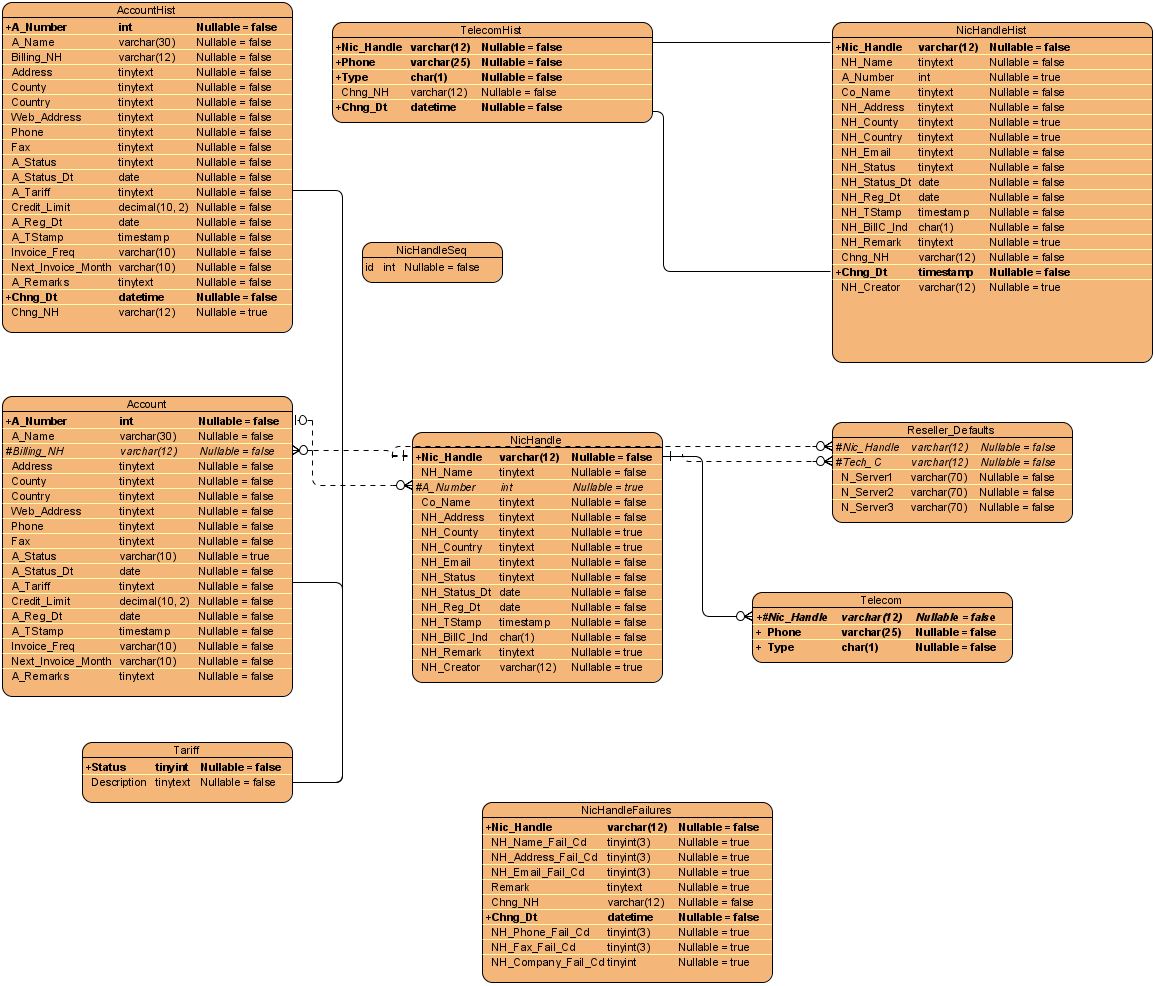 AccountHist
+A_Number int Nullable = false
A_Name varchar(30) Nullable = false
Billing_NH varchar(12) Nullable = false
Address tinytext Nullable = false
County tinytext Nullable = false
Country tinytext Nullable = false
Web_Address tinytext Nullable = false
Phone tinytext Nullable = false
Fax tinytext Nullable = false
A_Status tinytext Nullable = false
A_Status_Dt date Nullable = false
A_Tariff tinytext Nullable = false
Credit_Limit decimal(10, 2) Nullable = false
A_Reg_Dt date Nullable = false
A_TStamp timestamp Nullable = false
Invoice_Freq varchar(10) Nullable = false
Next_Invoice_Month varchar(10) Nullable = false
A_Remarks tinytext Nullable = false
+Chng_Dt datetime Nullable = false
Chng_NH varchar(12) Nullable = true
TelecomHist
+Nic_Handle varchar(12) Nullable = false
+Phone varchar(25) Nullable = false
+Type char(1) Nullable = false
Chng_NH varchar(12) Nullable = false
+Chng_Dt datetime Nullable = false
NicHandleHist
+Nic_Handle varchar(12) Nullable = false
NH_Name tinytext Nullable = false
A_Number int Nullable = true
Co_Name tinytext Nullable = false
NH_Address tinytext Nullable = false
NH_County tinytext Nullable = true
NH_Country tinytext Nullable = true
NH_Email tinytext Nullable = false
NH_Status tinytext Nullable = false
NH_Status_Dt date Nullable = false
NH_Reg_Dt date Nullable = false
NH_TStamp timestamp Nullable = false
NH_BillC_Ind char(1) Nullable = false
NH_Remark tinytext Nullable = true
Chng_NH varchar(12) Nullable = false
+Chng_Dt timestamp Nullable = false
NH_Creator varchar(12) Nullable = true
NicHandleSeq
id int Nullable = false
Account
+A_Number int Nullable = false
A_Name varchar(30) Nullable = false
#Billing_NH varchar(12) Nullable = false
Address tinytext Nullable = false
County tinytext Nullable = false
Country tinytext Nullable = false
Web_Address tinytext Nullable = false
Phone tinytext Nullable = false
Fax tinytext Nullable = false
A_Status varchar(10) Nullable = true
A_Status_Dt date Nullable = false
A_Tariff tinytext Nullable = false
Credit_Limit decimal(10, 2) Nullable = false
A_Reg_Dt date Nullable = false
A_TStamp timestamp Nullable = false
Invoice_Freq varchar(10) Nullable = false
Next_Invoice_Month varchar(10) Nullable = false
A_Remarks tinytext Nullable = false
NicHandle
+Nic_Handle varchar(12) Nullable = false
NH_Name tinytext Nullable = false
#A_Number int Nullable = true
Co_Name tinytext Nullable = false
NH_Address tinytext Nullable = false
NH_County tinytext Nullable = true
NH_Country tinytext Nullable = true
NH_Email tinytext Nullable = false
NH_Status tinytext Nullable = false
NH_Status_Dt date Nullable = false
NH_Reg_Dt date Nullable = false
NH_TStamp timestamp Nullable = false
NH_BillC_Ind char(1) Nullable = false
NH_Remark tinytext Nullable = true
NH_Creator varchar(12) Nullable = true
Reseller_Defaults
#Nic_Handle varchar(12) Nullable = false
#Tech_C varchar(12) Nullable = false
N_Server1 varchar(70) Nullable = false
N_Server2 varchar(70) Nullable = false
N_Server3 varchar(70) Nullable = false
Telecom
+#Nic_Handle varchar(12) Nullable = false
+ Phone varchar(25) Nullable = false
+ Type char(1) Nullable = false
Tariff
+Status tinyint Nullable = false
Description tinytext Nullable = false
NicHandleFailures
+Nic_Handle varchar(12) Nullable = false
NH_Name_Fail_Cd tinyint(3) Nullable = true
NH_Address_Fail_Cd tinyint(3) Nullable = true
NH_Email_Fail_Cd tinyint(3) Nullable = true
Remark tinytext Nullable = true
Chng_NH varchar(12) Nullable = false
+Chng_Dt datetime Nullable = false
NH_Phone_Fail_Cd tinyint(3) Nullable = true
NH_Fax_Fail_Cd tinyint(3) Nullable = true
NH_Company_Fail_Cd tinyint Nullable = true